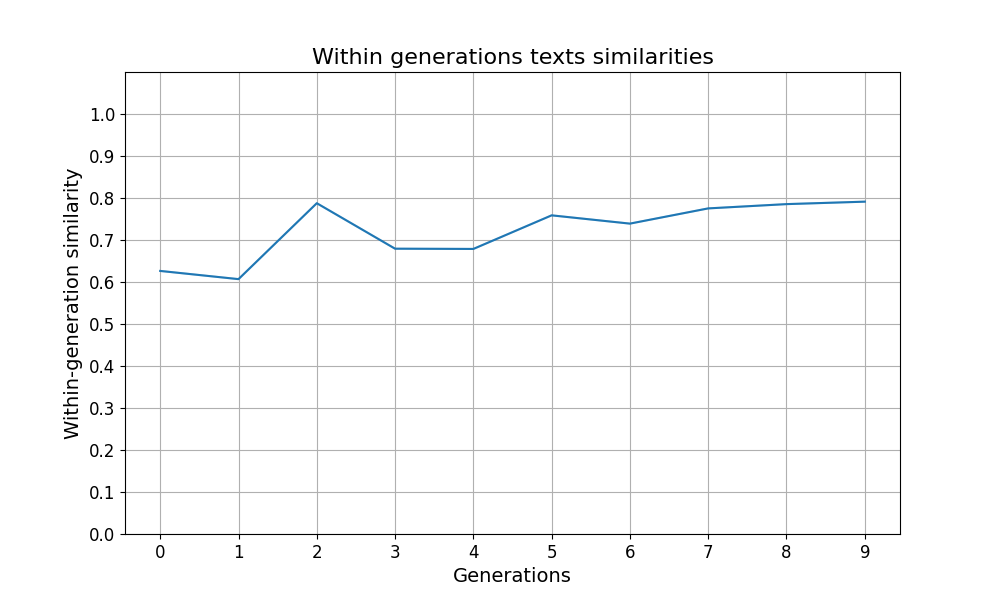 Within generations texts similarities
Within-generation similarity
1.0
0.9
0.8
0.7
0.6
0.5
0.4
0.3
0.2
0.1
0.0
0 1 2 3 4 5 6 7 8 9
Generations